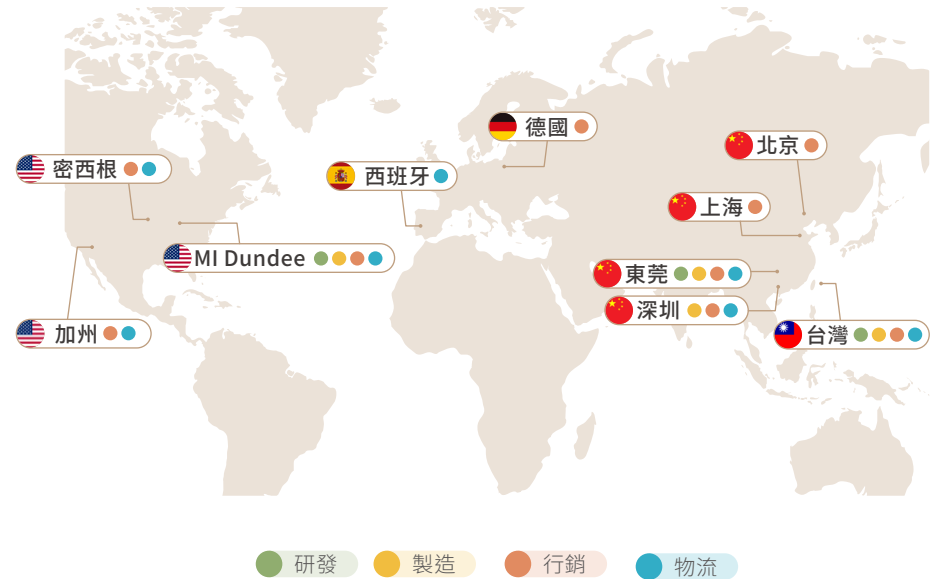 德國
北京
密西根
西班牙
上海
MI Dundee
東莞
深圳
加州
台灣
研發
製造
行銷
物流